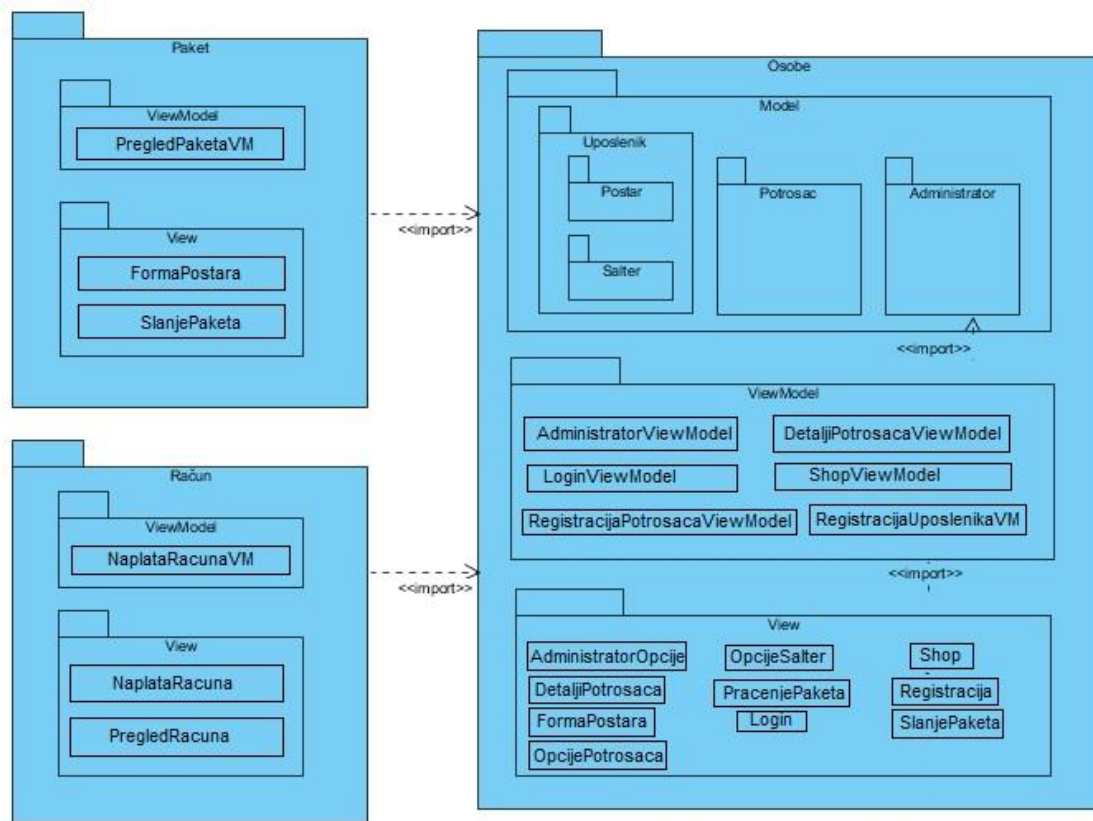 Paket
ViewModel
PregledPaketaVM
View
FormaPostara
SlanjePaketa
<<import>>
Račun
ViewModel
NaplataRacunaVM
View
NaplataRacuna
PregledRacuna
<<import>>
Osobe
Model
Uposlenik
Postar
Salter
Potrosac
Administrator
<<import>>
ViewModel
AdministratorViewModel
DetaljiPotrosacaViewModel
LoginViewModel
ShopViewModel
RegistracijaPotrosacaViewModel
RegistracijaUposlenikaVM
<<import>>
View
AdministratorOpcije
OpcijeSalter
Shop
DetaljiPotrosaca
PracenjePaketa
Registracija
FormaPostara
Login
SlanjePaketa
OpcijePotrosaca